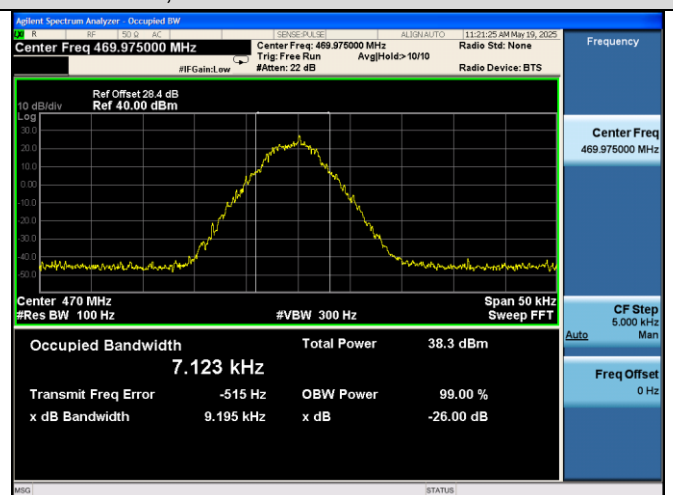 Agilent Spectrum Analyzer - Occupied BW
LXI R RF 50 Ω AC SENSE:PULSE ALIGN AUTO 11:21:25 AM May 19, 2025
Center Freq 469.975000 MHz
Center Freq: 469.975000 MHz
Radio Std: None
Trig: Free Run Avg|Hold:>10/10
#IFGain:Low #Atten: 22 dB Radio Device: BTS
Frequency
Ref Offset 28.4 dB
10 dB/div Ref 40.00 dBm
Log
30.0
20.0
10.0
0.00
-10.0
-20.0
-30.0
-40.0
-50.0
Center 470 MHz Span 50 kHz
#Res BW 100 Hz #VBW 300 Hz Sweep FFT
Occupied Bandwidth Total Power 38.3 dBm
7.123 kHz
Transmit Freq Error -515 Hz OBW Power 99.00 %
x dB Bandwidth 9.195 kHz x dB -26.00 dB
Center Freq
469.975000 MHz
CF Step
5.000 kHz
Auto Man
Freq Offset
0 Hz
MSG STATUS